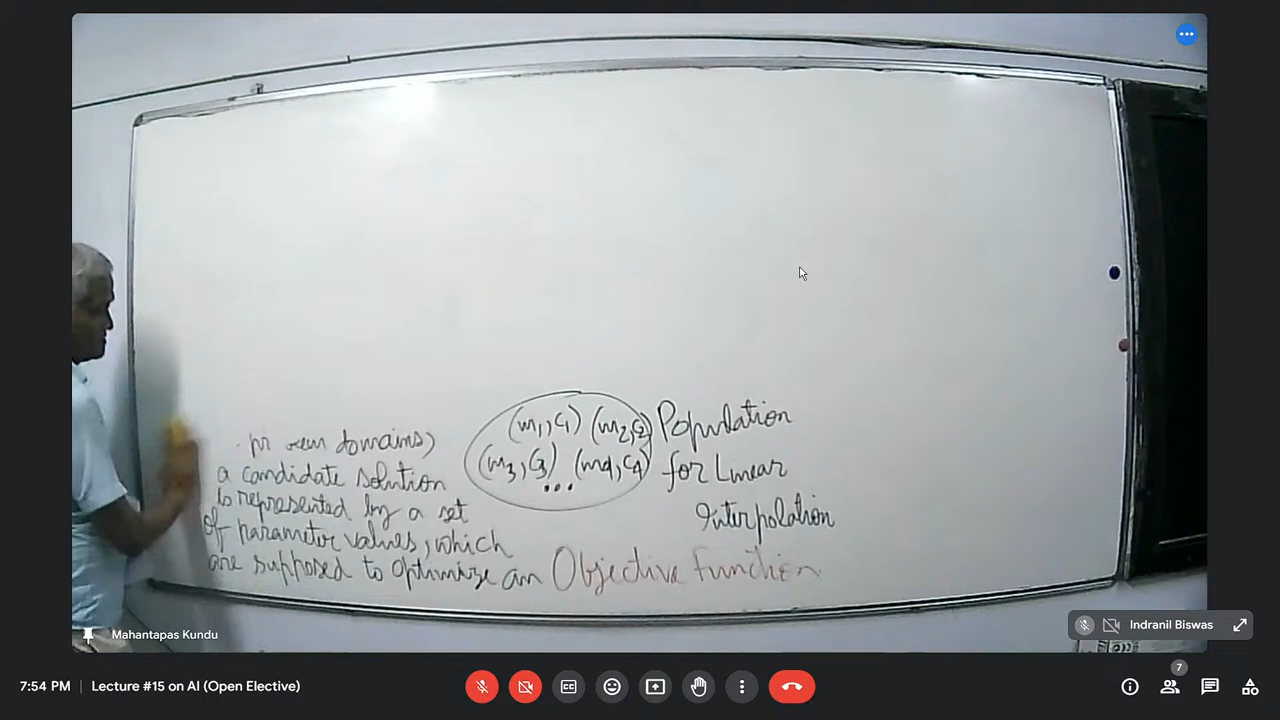 domains,
a candidate solution
is represented by a set
of parameter values, which
are supposed to optimize an Objective Function
(m₁,c₁) (m₂,c₂) Population
(m₃,c₃) (m4,c4) for Linear
...
Interpolation
Mahantapas Kundu
Indranil Biswas
7:54 PM | Lecture #15 on AI (Open Elective)
7